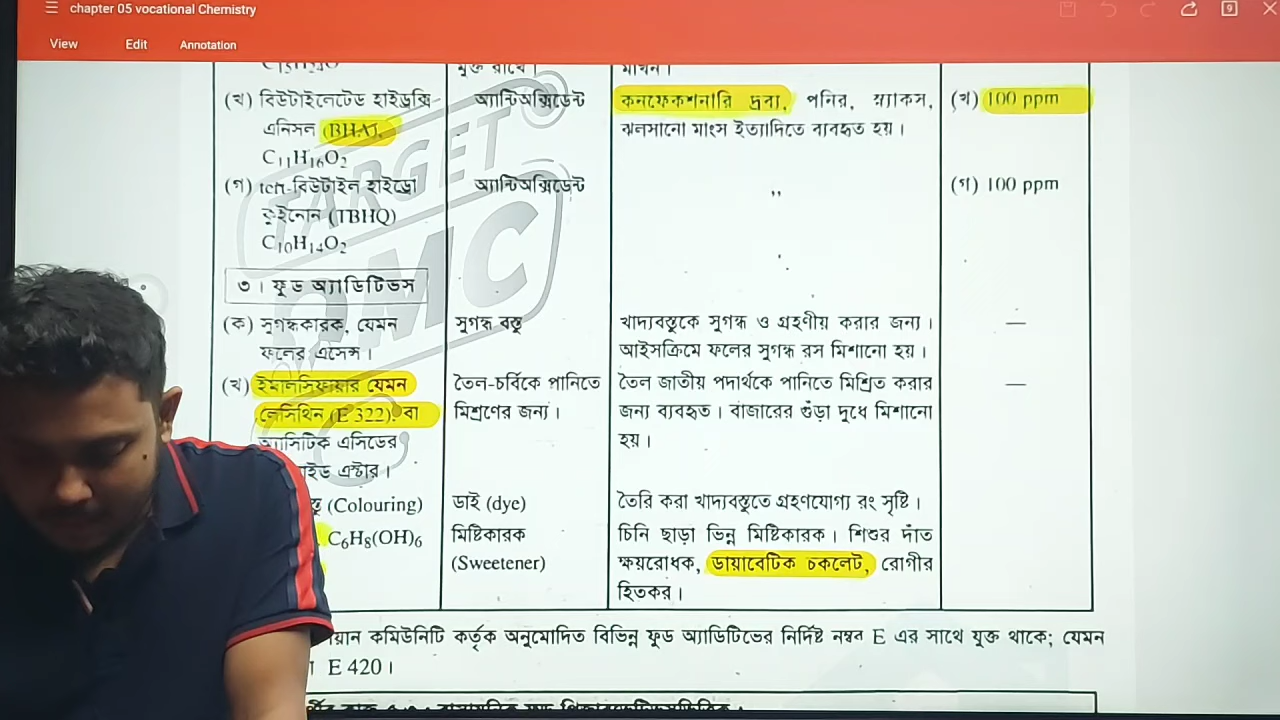 chapter 05 vocational Chemistry
9
View Edit Annotation
(খ) বিউটাইলেটেড হাইড্রক্সি- অ্যান্টিঅক্সিডেন্ট কনফেকশনারি দ্রব্য, পনির, স্ন্যাকস, (খ) 100 ppm
এনিসল (BHA), ঝলসানো মাংস ইত্যাদিতে ব্যবহৃত হয়।
C₁₁H₁₆O₂
(গ) tert-বিউটাইল হাইড্রো অ্যান্টিঅক্সিডেন্ট ,, (গ) 100 ppm
কুইনোন (TBHQ)
C₁₀H₁₄O₂
TARGET
DMC
৩। ফুড অ্যাডিটিভস
(ক) সুগন্ধকারক, যেমন সুগন্ধ বস্তু খাদ্যবস্তুকে সুগন্ধ ও গ্রহণীয় করার জন্য। —
ফলের এসেন্স। আইসক্রিমে ফলের সুগন্ধ রস মিশানো হয়।
(খ) ইমালসিফায়ার যেমন তৈল-চর্বিকে পানিতে তৈল জাতীয় পদার্থকে পানিতে মিশ্রিত করার —
লেসিথিন (E 322). বা মিশ্রণের জন্য। জন্য ব্যবহৃত। বাজারের গুঁড়া দুধে মিশানো
অ্যাসিটিক এসিডের হয়।
এস্টার।
(Colouring) ডাই (dye) তৈরি করা খাদ্যবস্তুতে গ্রহণযোগ্য রং সৃষ্টি।
C₆H₈(OH)₆ মিষ্টিকারক চিনি ছাড়া ভিন্ন মিষ্টিকারক। শিশুর দাঁত
(Sweetener) ক্ষয়রোধক, ডায়াবেটিক চকলেট, রোগীর
হিতকর।
কমিউনিটি কর্তৃক অনুমোদিত বিভিন্ন ফুড অ্যাডিটিভের নির্দিষ্ট নম্বর E এর সাথে যুক্ত থাকে; যেমন
E 420।